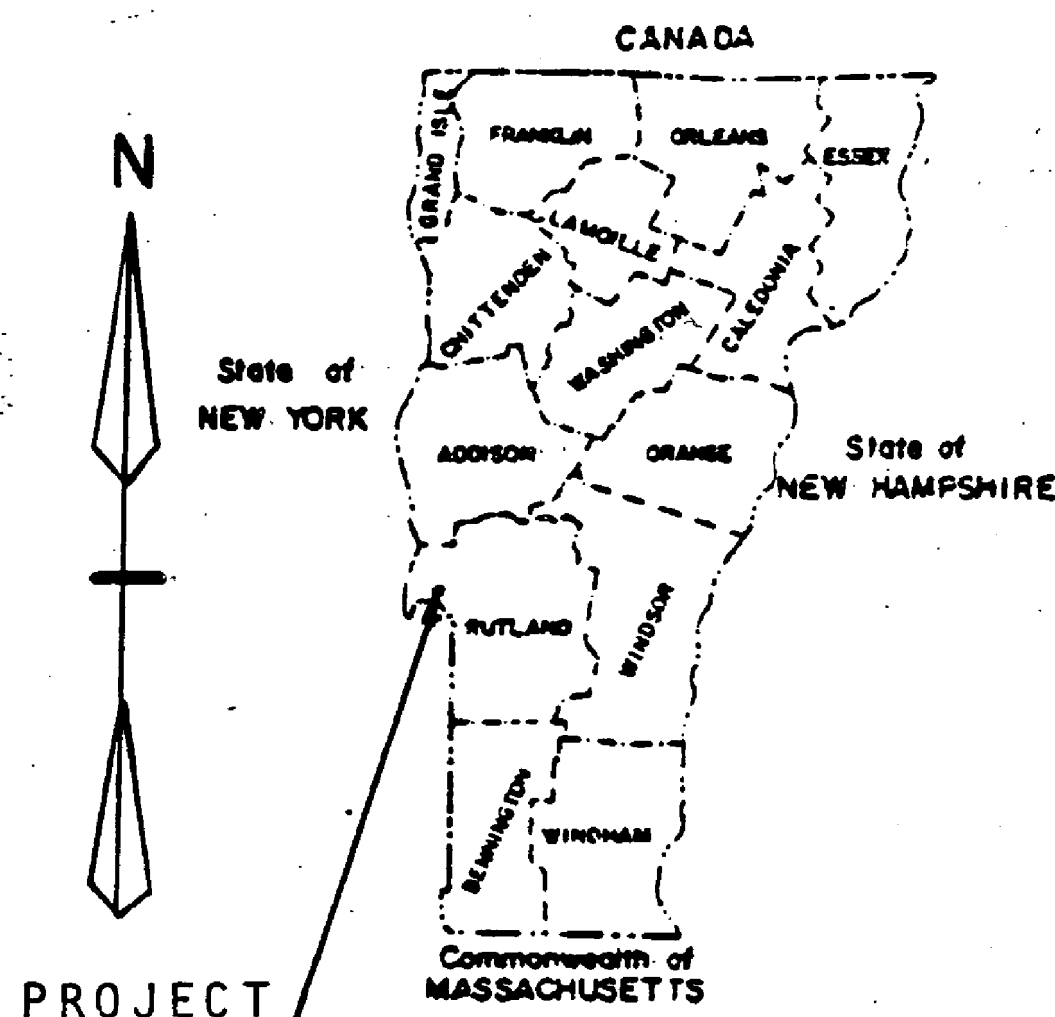 CANADA
N
GRAND ISLE
FRANKLIN
ORLEANS
ESSEX
LAMOILLE
CHITTENDEN
WASHINGTON
CALEDONIA
State of
NEW YORK
ADDISON
ORANGE
State of
NEW HAMPSHIRE
RUTLAND
WINDSOR
BENNINGTON
WINDHAM
Commonwealth of
MASSACHUSETTS
PROJECT